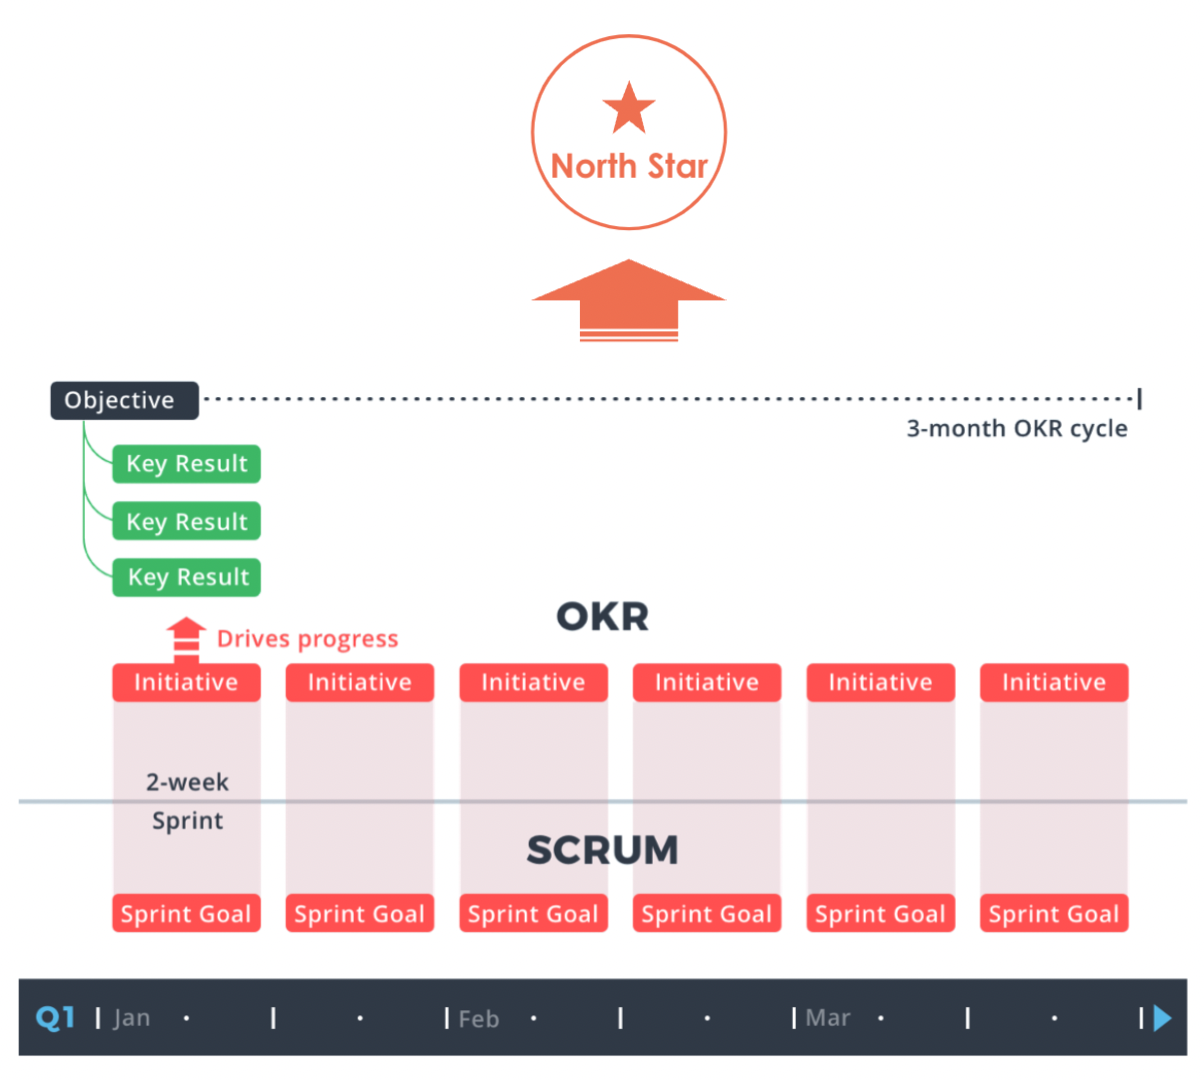 North Star
Objective
3-month OKR cycle
Key Result
Key Result
Key Result
OKR
Drives progress
Initiative Initiative Initiative Initiative Initiative Initiative
2-week
Sprint
SCRUM
Sprint Goal Sprint Goal Sprint Goal Sprint Goal Sprint Goal Sprint Goal
Q1 Jan Feb Mar